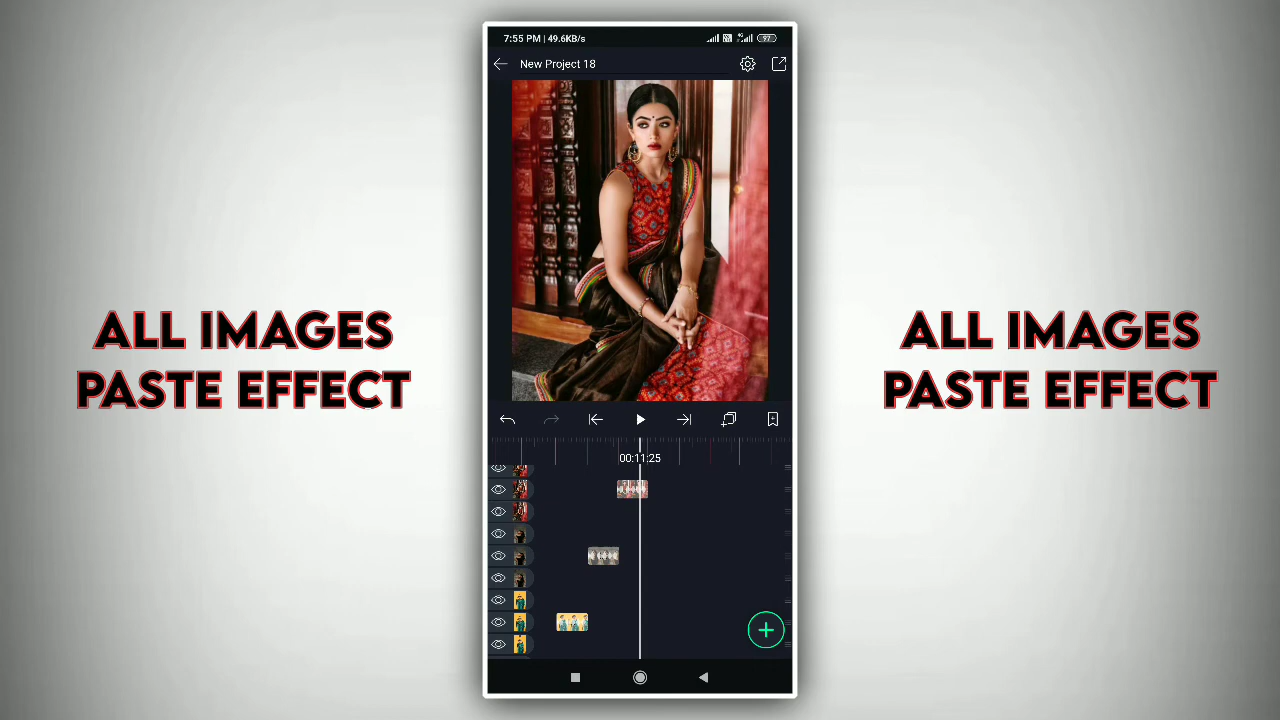 7:55 PM | 49.6KB/s
97
New Project 18
ALL IMAGES
PASTE EFFECT
ALL IMAGES
PASTE EFFECT
00:11:25